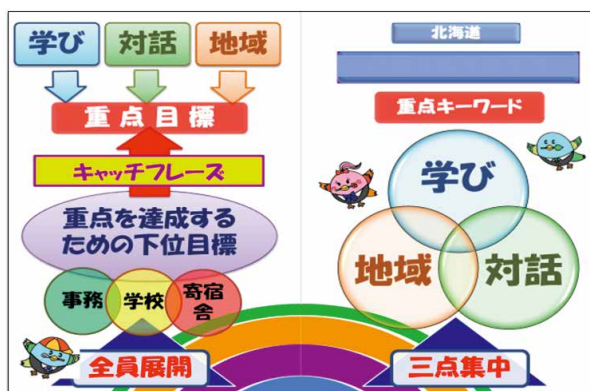 学び
対話
地域
重点目標
キャッチフレーズ
重点を達成する
ための下位目標
事務
学校
寄宿
舎
全員展開
北海道
重点キーワード
学び
地域
対話
三点集中